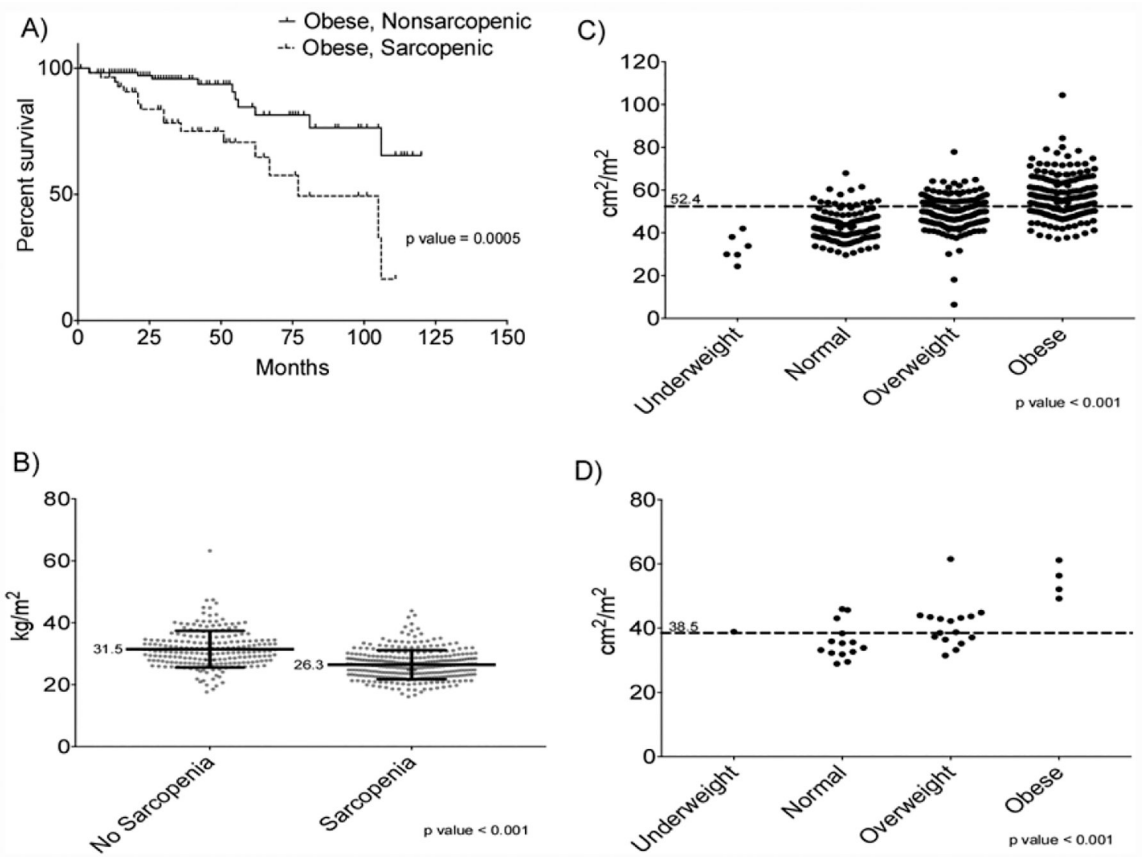 A)
Obese, Nonsarcopenic
Obese, Sarcopenic
100
50
0
Percent survival
0 25 50 75 100 125 150
Months
p value = 0.0005
C)
120
100
80
60
40
20
0
cm²/m²
52.4
Underweight Normal Overweight Obese
p value < 0.001
B)
80
60
40
20
0
kg/m²
31.5
26.3
No Sarcopenia Sarcopenia
p value < 0.001
D)
80
60
40
20
0
cm²/m²
38.5
Underweight Normal Overweight Obese
p value < 0.001